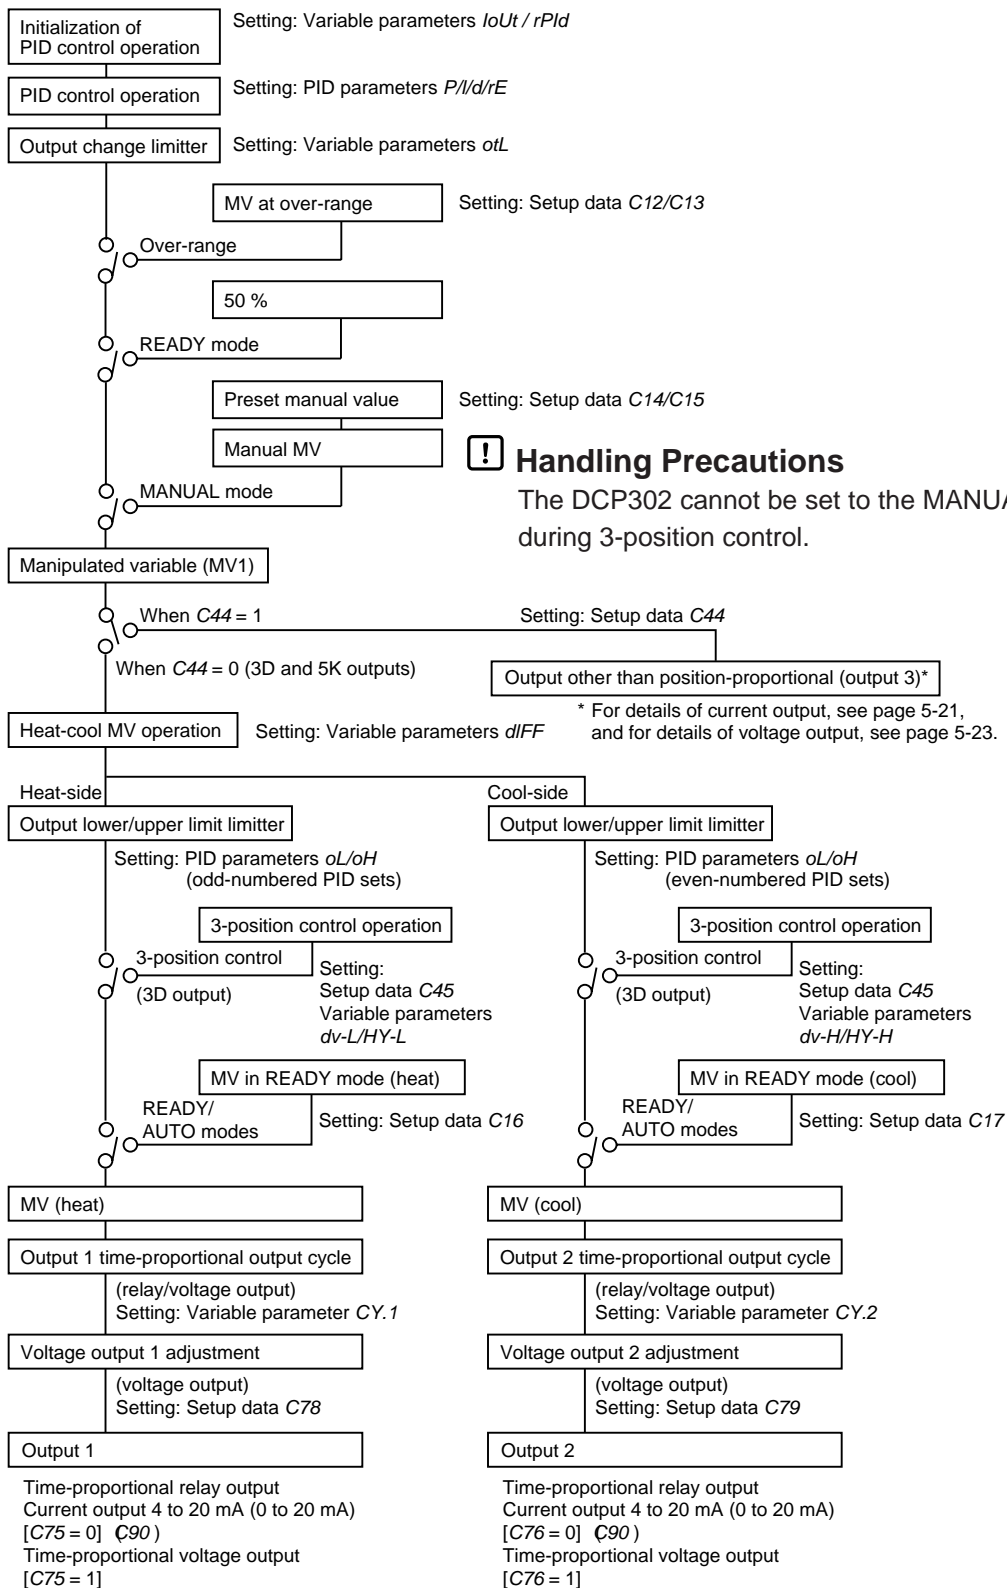 Initialization of
PID control operation
Setting: Variable parameters IoUt / rPId
PID control operation
Setting: PID parameters P/I/d/rE
Output change limitter
Setting: Variable parameters otL
MV at over-range
Setting: Setup data C12/C13
Over-range
50 %
READY mode
Preset manual value
Setting: Setup data C14/C15
Manual MV
! Handling Precautions
MANUAL mode
The DCP302 cannot be set to the MANUA
during 3-position control.
Manipulated variable (MV1)
When C44 = 1
Setting: Setup data C44
When C44 = 0 (3D and 5K outputs)
Output other than position-proportional (output 3)*
* For details of current output, see page 5-21,
and for details of voltage output, see page 5-23.
Heat-cool MV operation
Setting: Variable parameters dIFF
Heat-side
Cool-side
Output lower/upper limit limitter
Output lower/upper limit limitter
Setting: PID parameters oL/oH
(odd-numbered PID sets)
Setting: PID parameters oL/oH
(even-numbered PID sets)
3-position control operation
3-position control operation
3-position control
(3D output)
Setting:
Setup data C45
Variable parameters
dv-L/HY-L
3-position control
(3D output)
Setting:
Setup data C45
Variable parameters
dv-H/HY-H
MV in READY mode (heat)
MV in READY mode (cool)
READY/
AUTO modes
Setting: Setup data C16
READY/
AUTO modes
Setting: Setup data C17
MV (heat)
MV (cool)
Output 1 time-proportional output cycle
Output 2 time-proportional output cycle
(relay/voltage output)
Setting: Variable parameter CY.1
(relay/voltage output)
Setting: Variable parameter CY.2
Voltage output 1 adjustment
Voltage output 2 adjustment
(voltage output)
Setting: Setup data C78
(voltage output)
Setting: Setup data C79
Output 1
Output 2
Time-proportional relay output
Current output 4 to 20 mA (0 to 20 mA)
[C75 = 0] (C90 )
Time-proportional voltage output
[C75 = 1]
Time-proportional relay output
Current output 4 to 20 mA (0 to 20 mA)
[C76 = 0] (C90 )
Time-proportional voltage output
[C76 = 1]